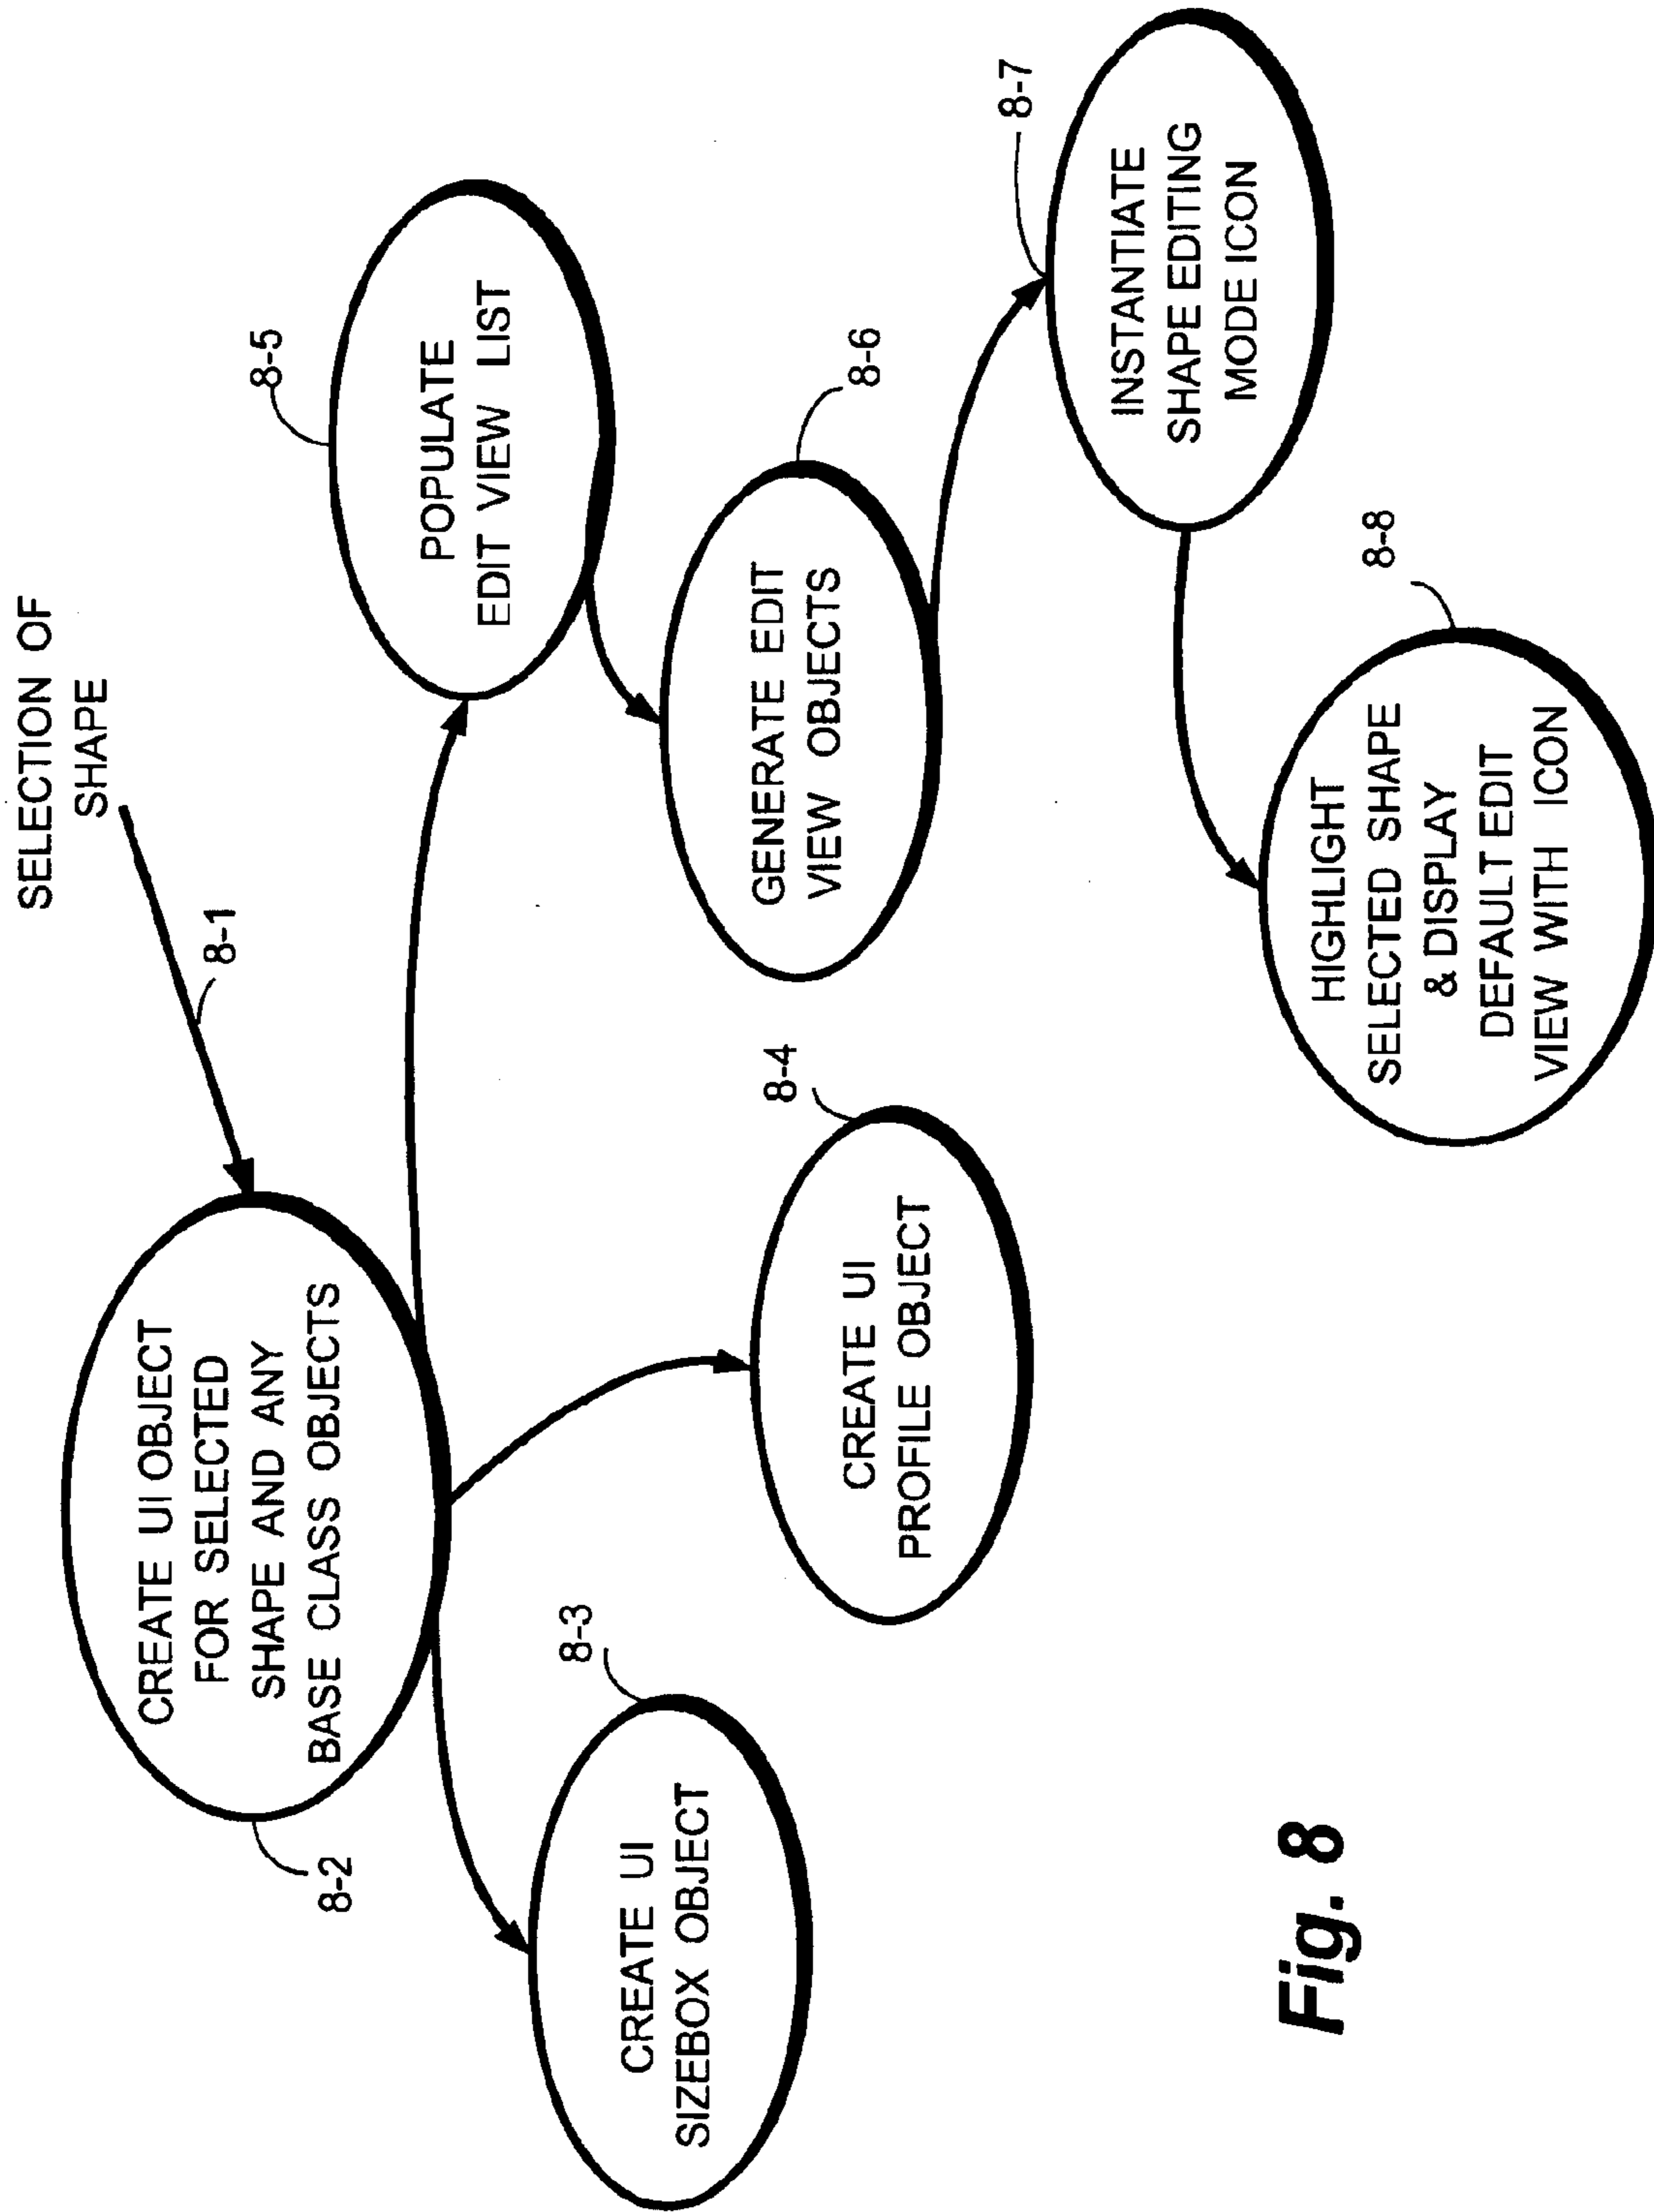 SELECTION OF
SHAPE
8-1
CREATE UI OBJECT
FOR SELECTED
SHAPE AND ANY
BASE CLASS OBJECTS
8-2
CREATE UI
SIZEBOX OBJECT
8-3
CREATE UI
PROFILE OBJECT
8-4
POPULATE
EDIT VIEW LIST
8-5
GENERATE EDIT
VIEW OBJECTS
8-6
INSTANTIATE
SHAPE EDITING
MODE ICON
8-7
HIGHLIGHT
SELECTED SHAPE
& DISPLAY
DEFAULT EDIT
VIEW WITH ICON
8-8
Fig. 8